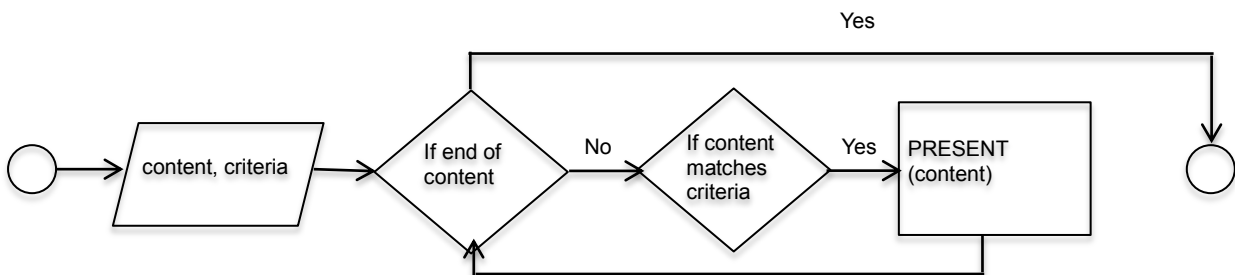 Yes
content, criteria
If end of
content
No
If content
matches
criteria
Yes
PRESENT
(content)